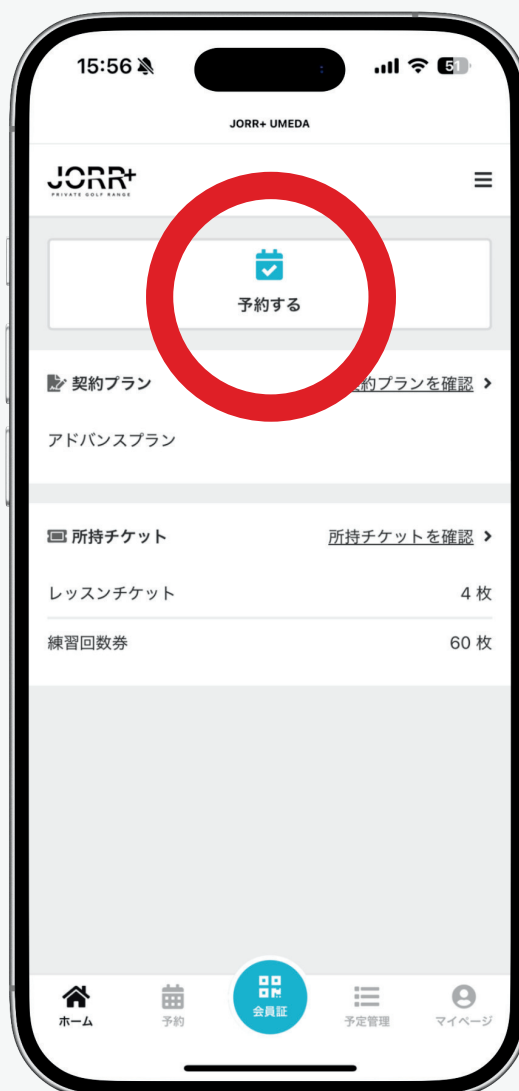 15:56
51
JORR+ UMEDA
JORR+
PRIVATE GOLF RANGE
予約する
契約プラン
約プランを確認 >
アドバンスプラン
所持チケット
所持チケットを確認 >
レッスンチケット
4 枚
練習回数券
60 枚
ホーム
予約
会員証
予定管理
マイページ